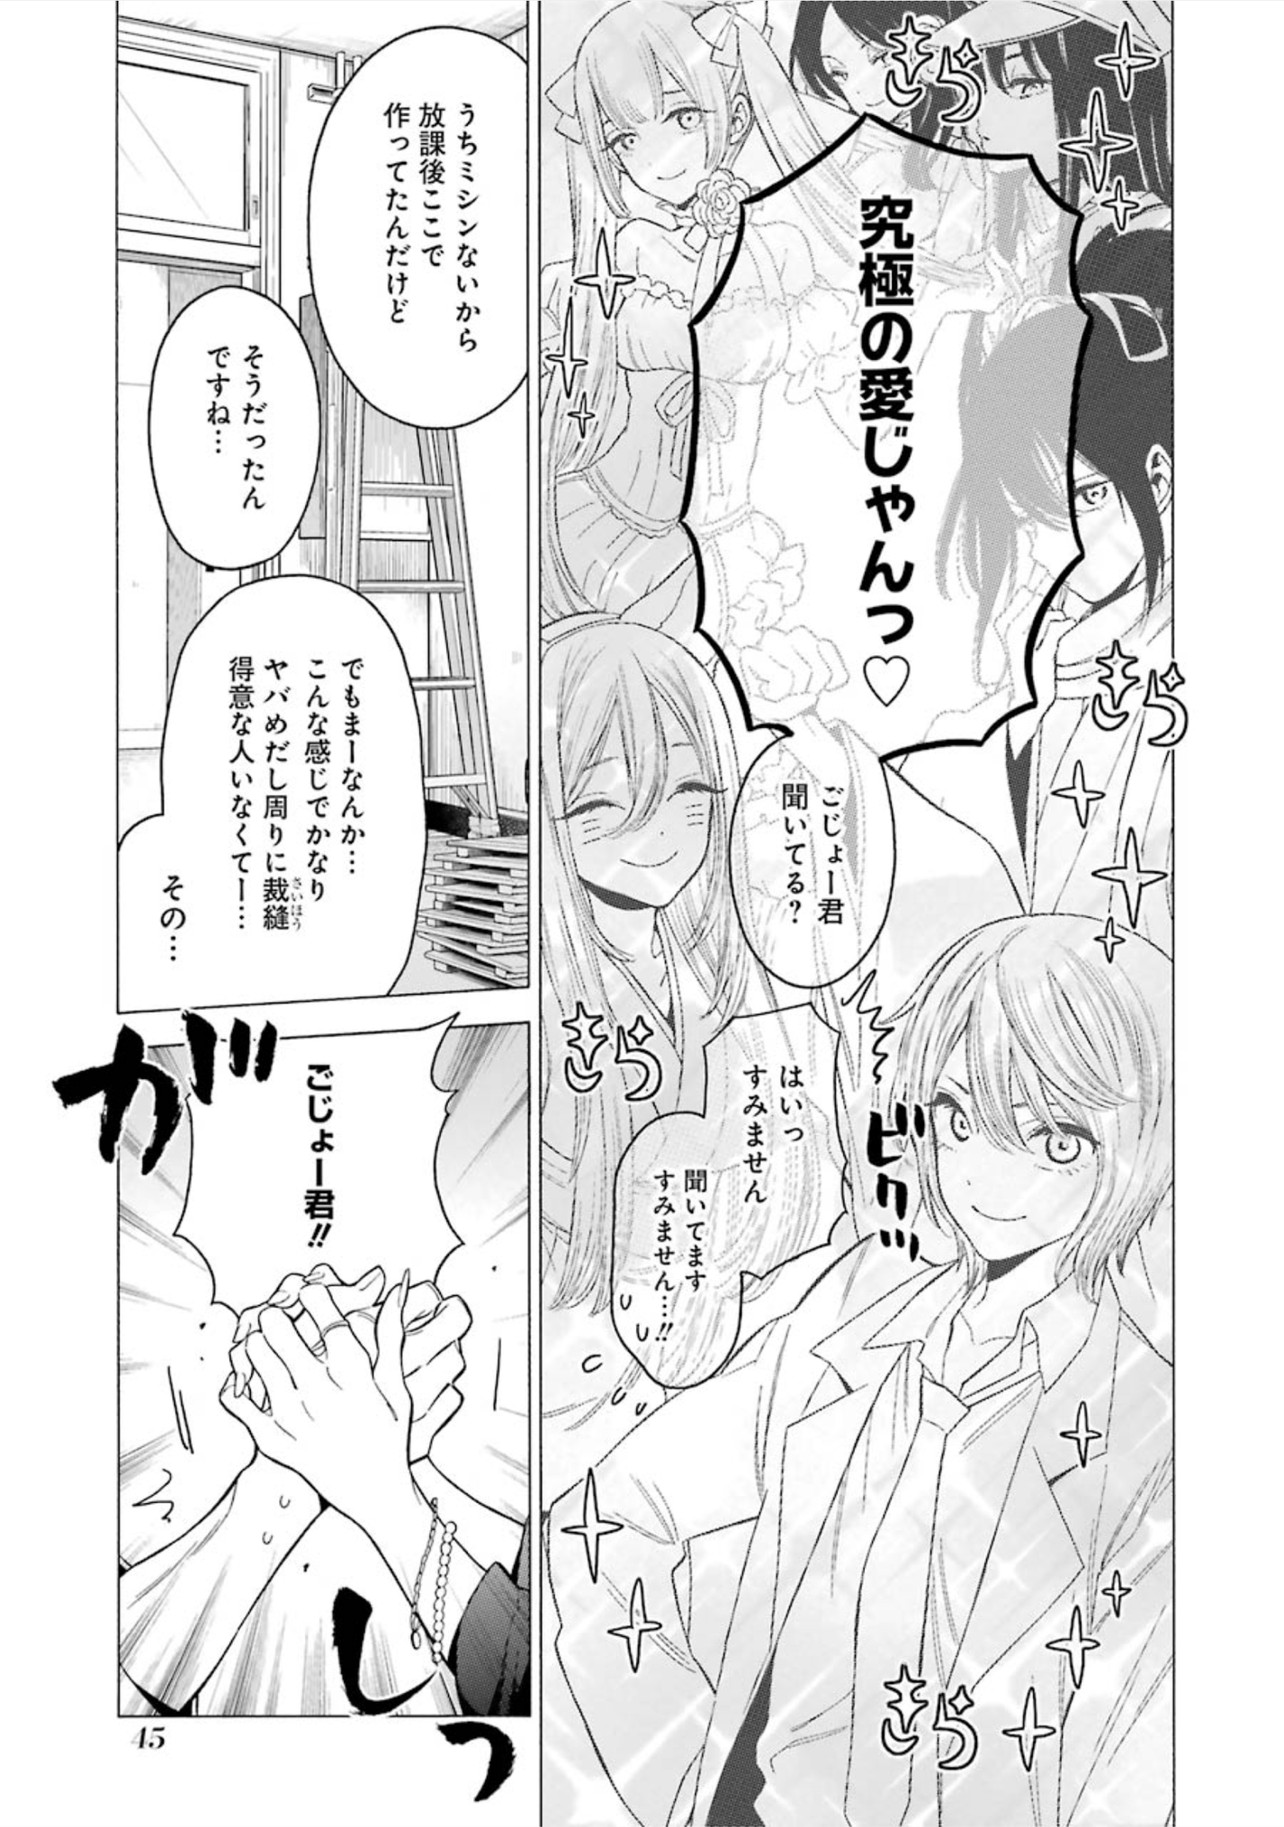 きら
究極の愛じゃんっ♡
きら
ごじょー君
聞いてる?
ビクッ…
はいっ
すみません
聞いてます
すみません…!!
きら
きら
うちミシンないから
放課後ここで
作ってたんだけど
そうだったん
ですね…
でもまーなんか…
こんな感じでかなり
ヤバめだし周りに裁縫
さいほう
得意な人いなくてー…
その…
ごじょー君!!
がしっ
45